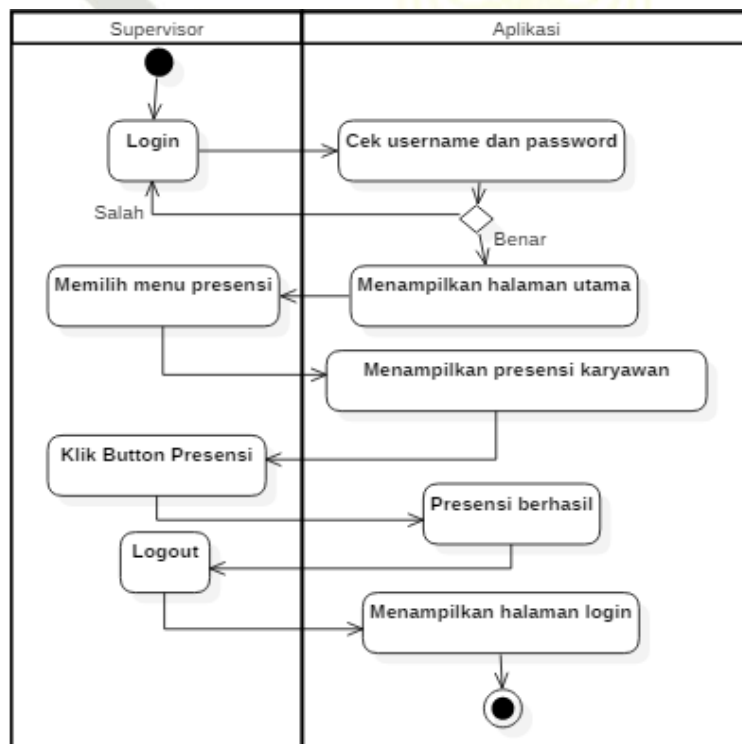 Supervisor
Aplikasi
Login
Cek username dan password
Salah
Benar
Memilih menu presensi
Menampilkan halaman utama
Menampilkan presensi karyawan
Klik Button Presensi
Presensi berhasil
Logout
Menampilkan halaman login